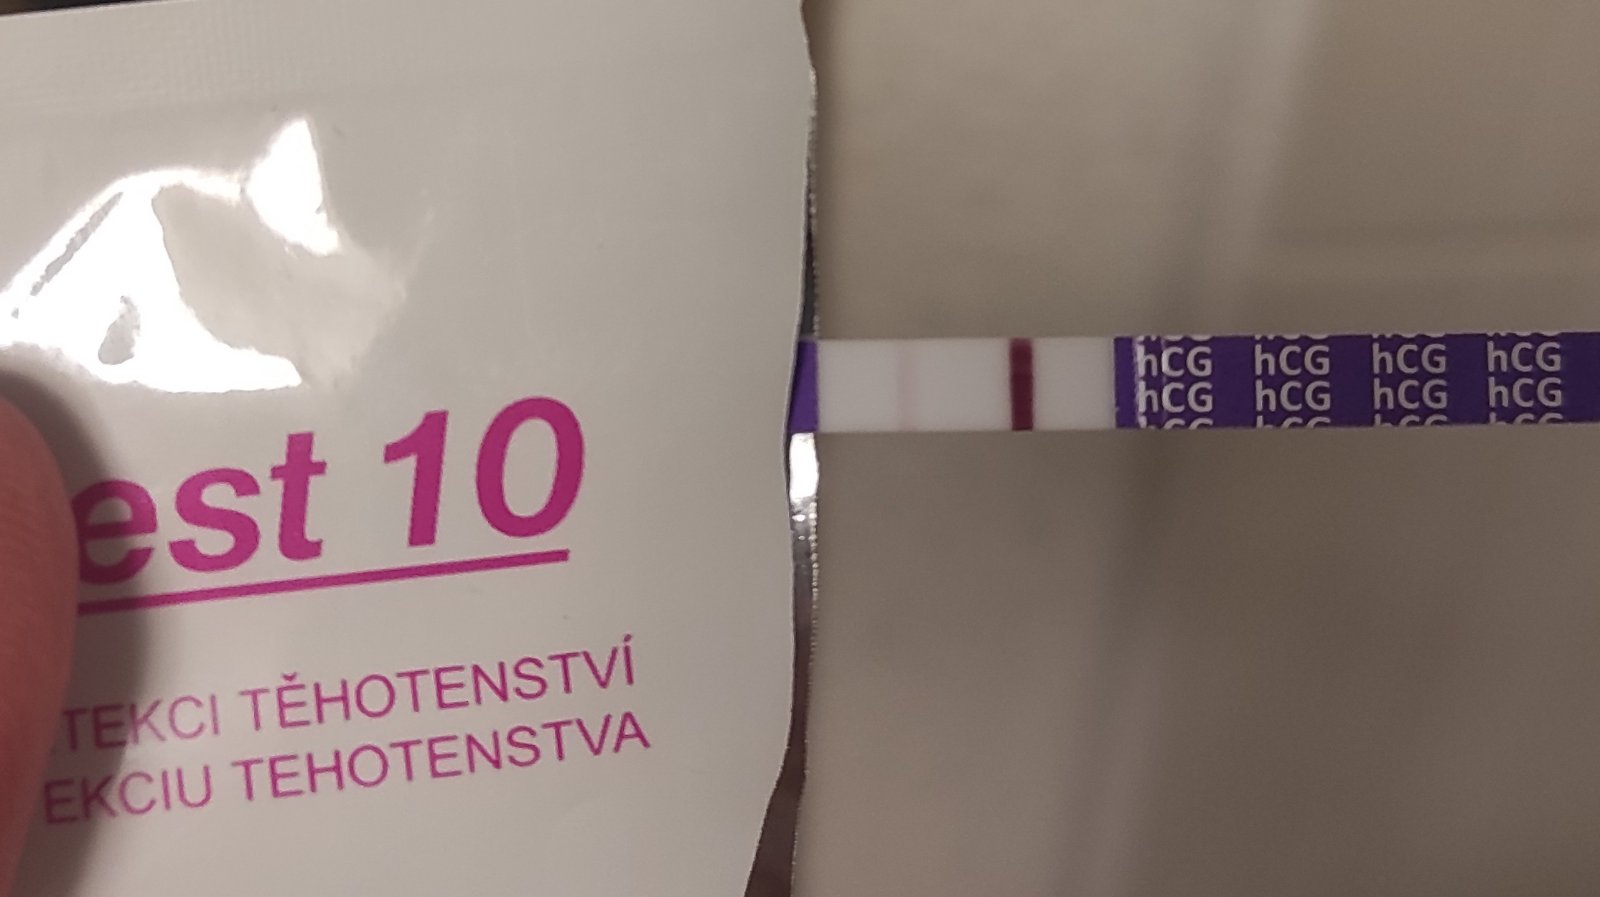 est 10
TEKCI TĚHOTENSTVÍ
EKCIU TEHOTENSTVA
hCG hCG hCG hCG
hCG hCG hCG hCG